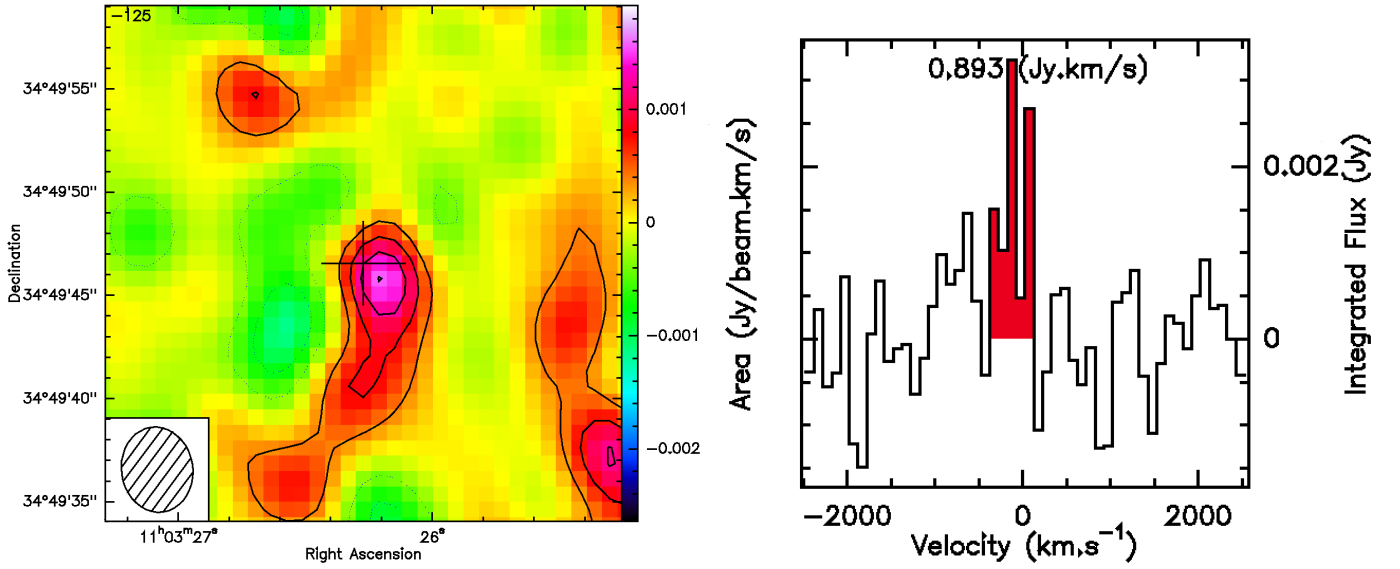 −125
34°49'55"
34°49'50"
34°49'45"
34°49'40"
34°49'35"
Declination
11ʰ03ᵐ27ˢ
26ˢ
Right Ascension
0.001
0
−0.001
−0.002
0.893 (Jy.km/s)
Area (Jy/beam.km/s)
0.002
0
Integrated Flux (Jy)
−2000
0
2000
Velocity (km.s⁻¹)